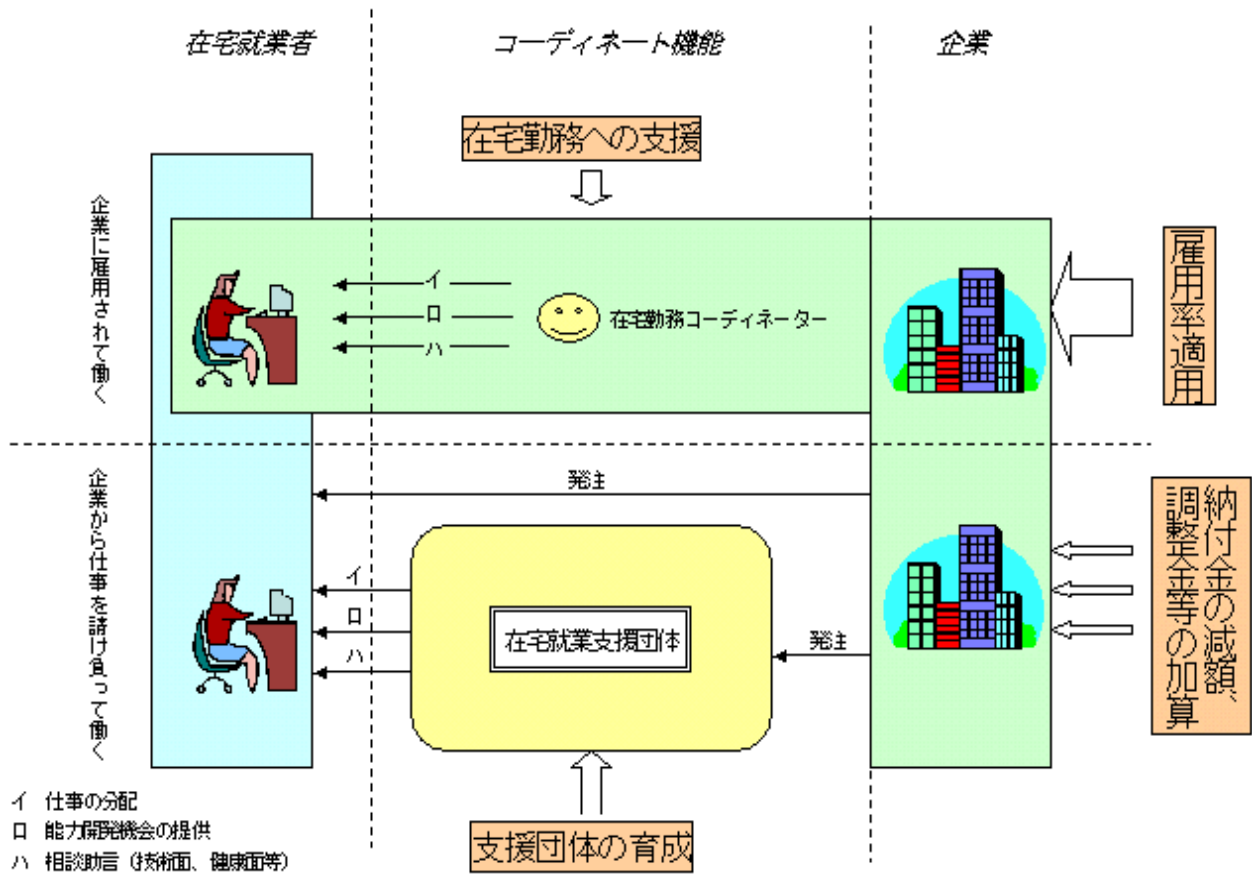 在宅就業者
コーディネート機能
企業
在宅勤務への支援
企業に雇用されて働く
イ
ロ
ハ
在宅勤務コーディネーター
雇用率適用
企業から仕事を請け負って働く
発注
イ
ロ
ハ
在宅就業支援団体
発注
納付金の減額、
調整金等の加算
支援団体の育成
イ 仕事の分配
ロ 能力開発機会の提供
ハ 相談助言（技術面、健康面等）